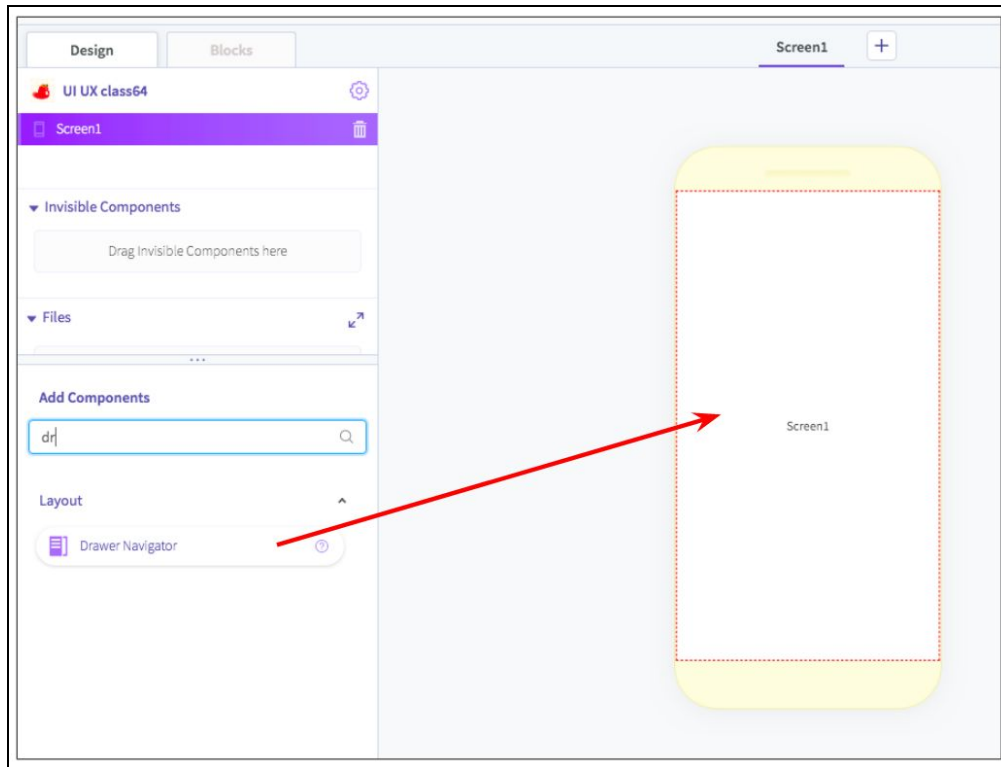 Design
Blocks
Screen1
+
UI UX class64
Screen1
Invisible Components
Drag Invisible Components here
Files
...
Add Components
dr
Layout
Drawer Navigator
?
Screen1